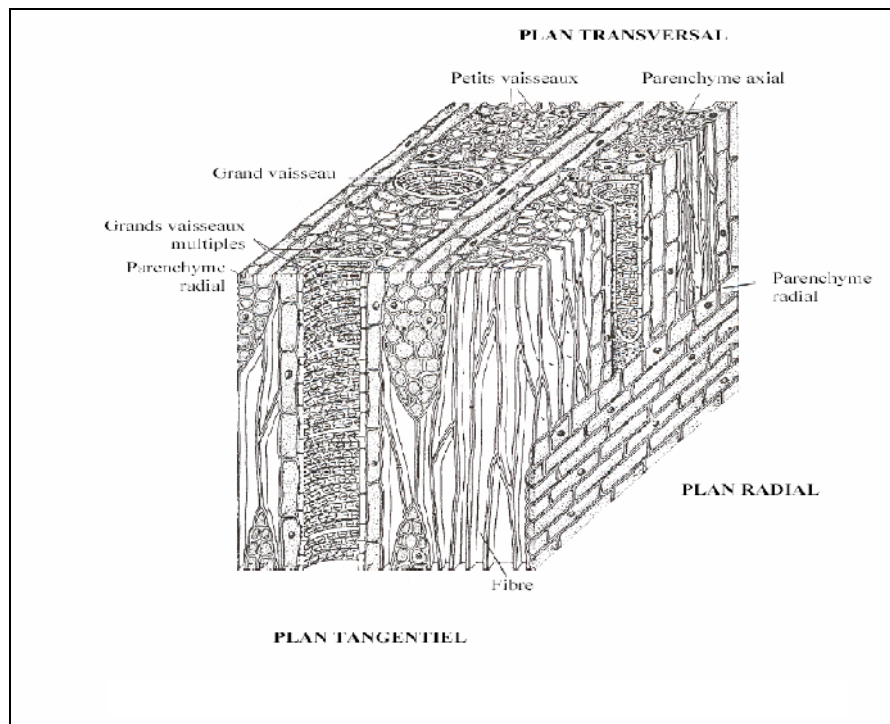 PLAN TRANSVERSAL
Petits vaisseaux
Parenchyme axial
Grand vaisseau
Grands vaisseaux
multiples
Parenchyme
radial
Parenchyme
radial
PLAN RADIAL
Fibre
PLAN TANGENTIEL